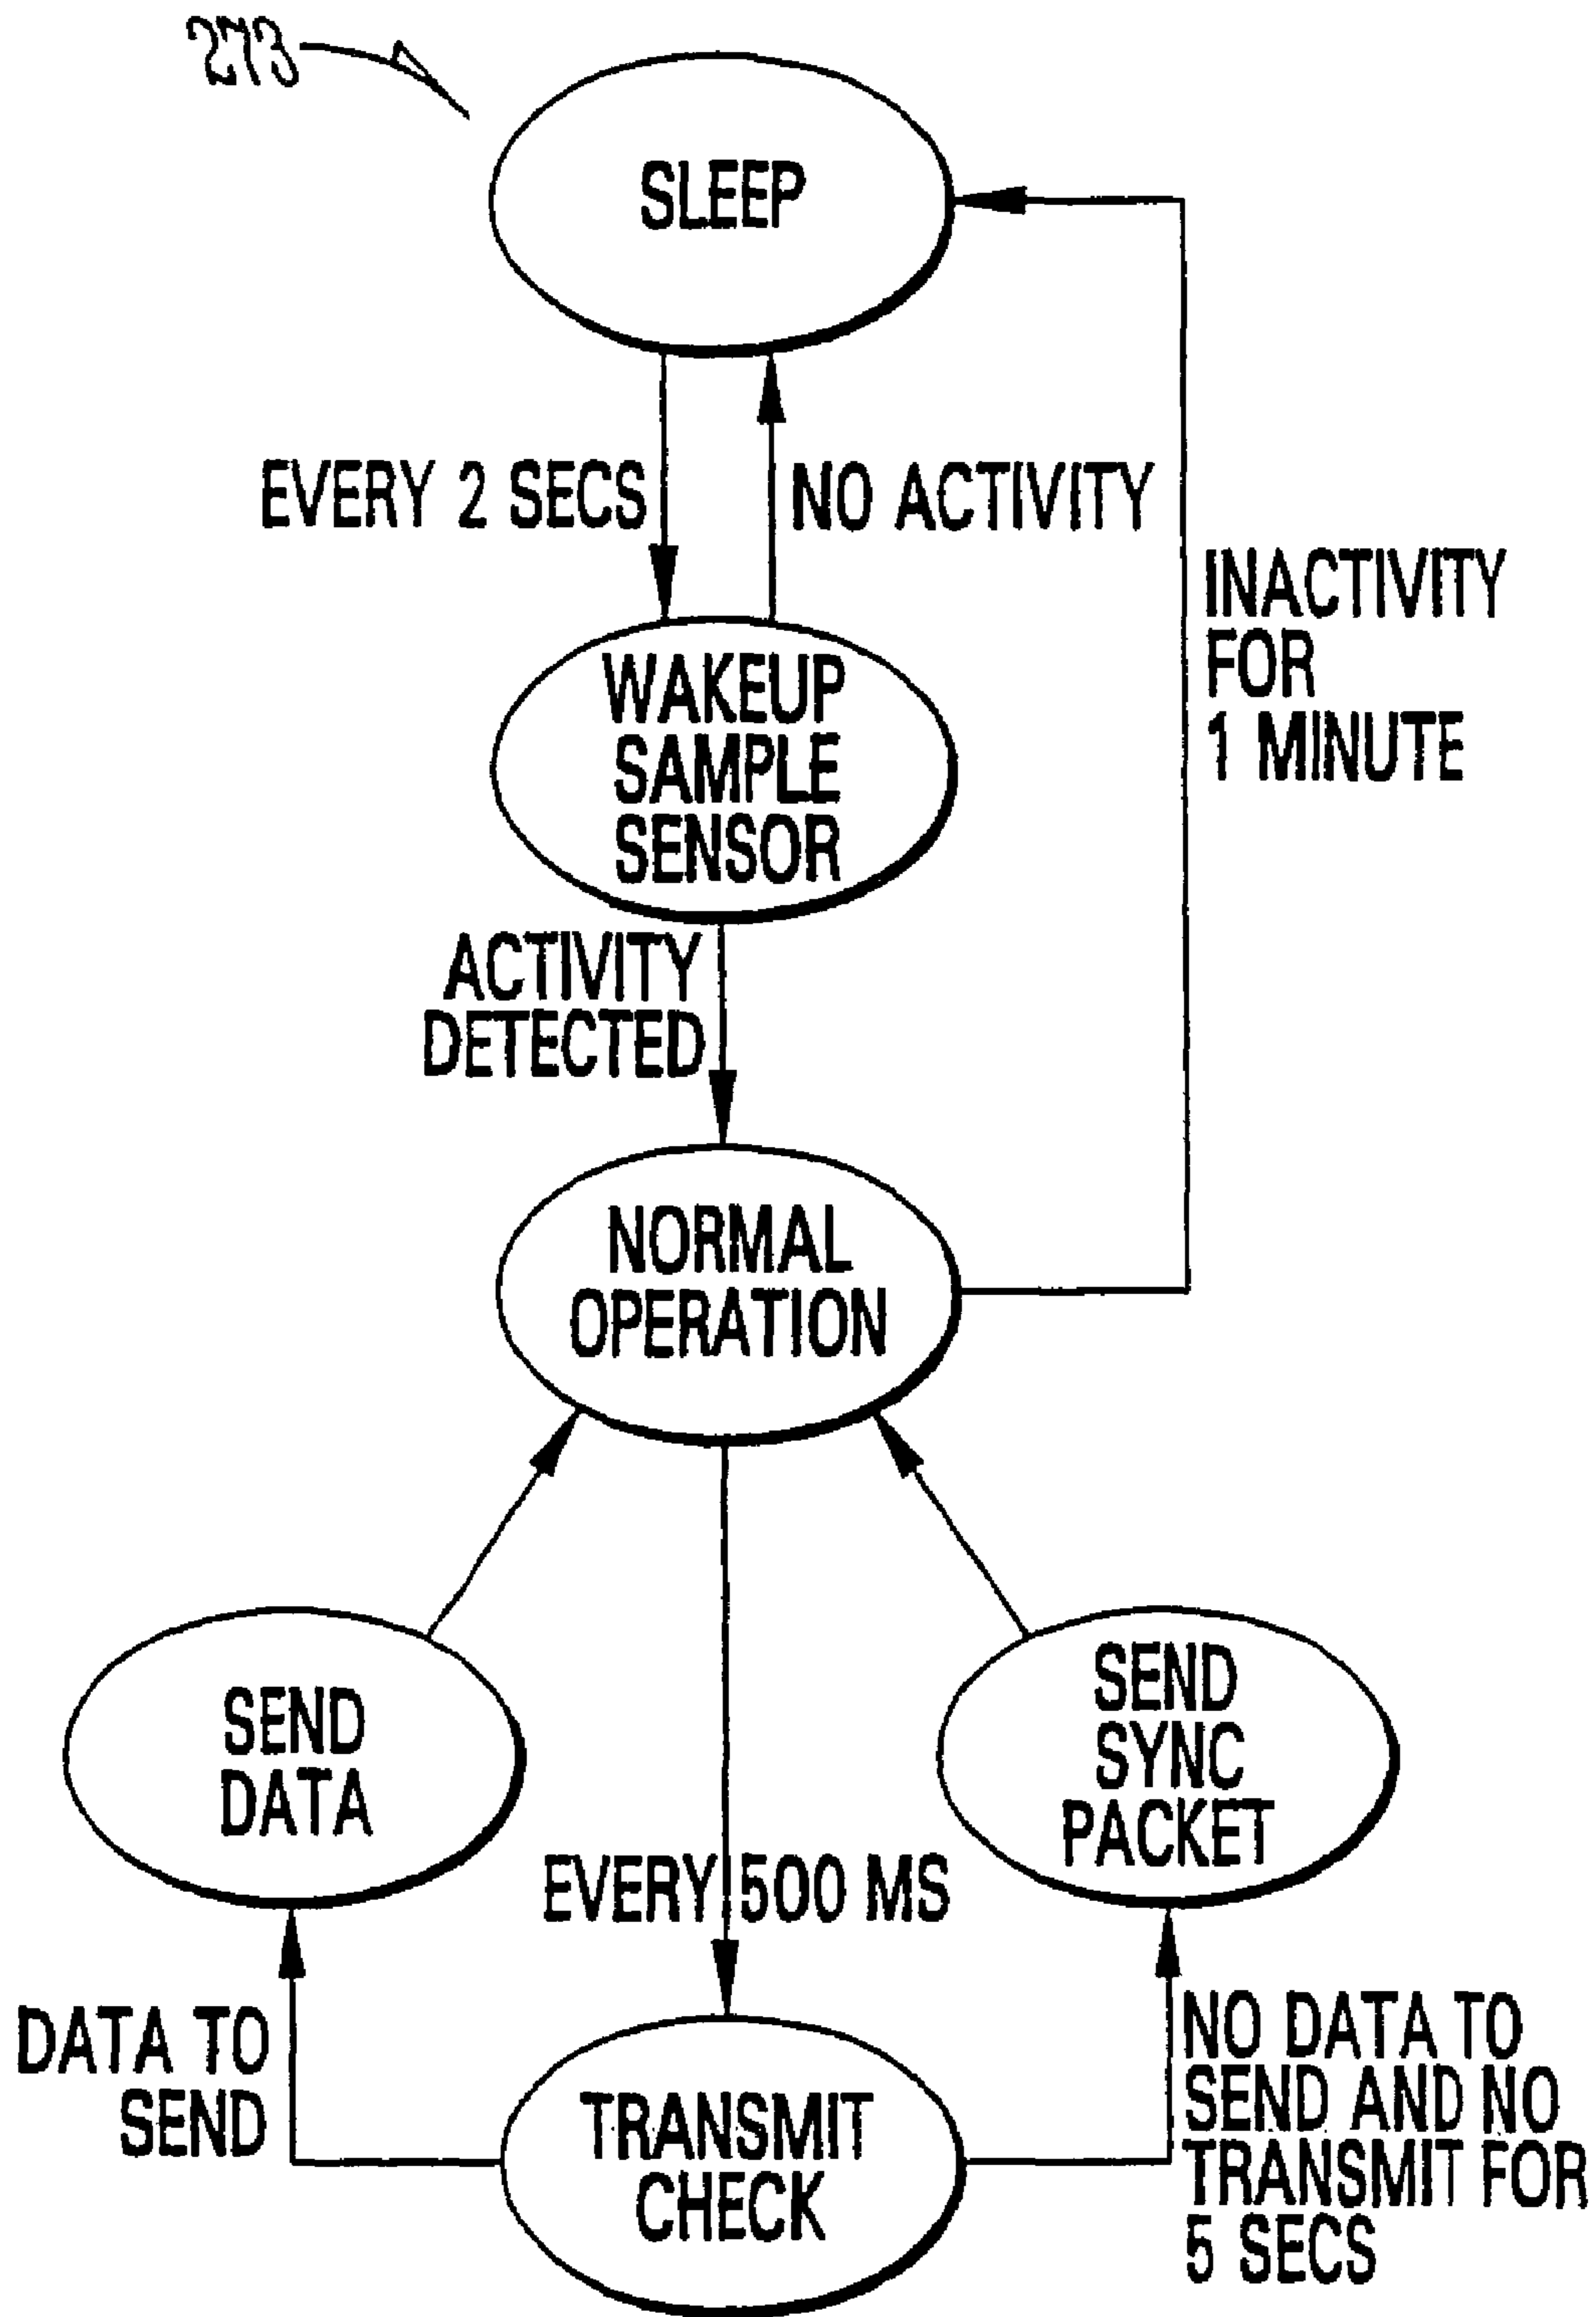 273
SLEEP
EVERY 2 SECS
NO ACTIVITY
INACTIVITY
FOR
1 MINUTE
WAKEUP
SAMPLE
SENSOR
ACTIVITY
DETECTED
NORMAL
OPERATION
SEND
DATA
SEND
SYNC
PACKET
EVERY 500 MS
DATA TO
SEND
NO DATA TO
SEND AND NO
TRANSMIT FOR
5 SECS
TRANSMIT
CHECK